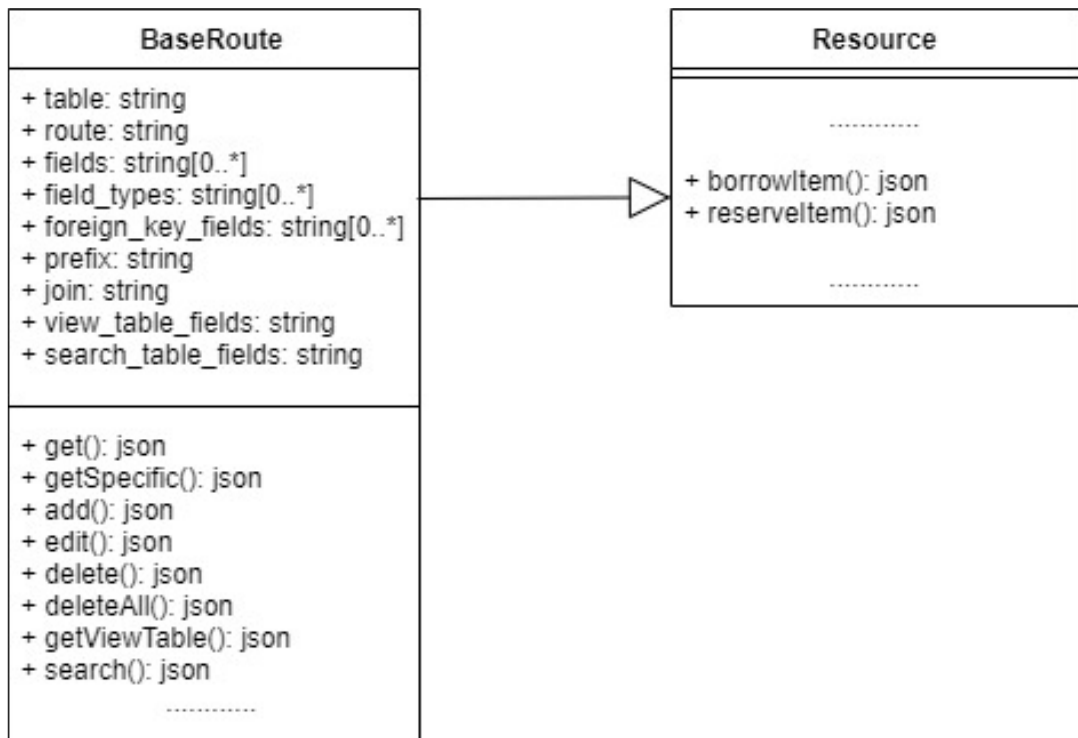 BaseRoute
+ table: string
+ route: string
+ fields: string[0..*]
+ field_types: string[0..*]
+ foreign_key_fields: string[0..*]
+ prefix: string
+ join: string
+ view_table_fields: string
+ search_table_fields: string
+ get(): json
+ getSpecific(): json
+ add(): json
+ edit(): json
+ delete(): json
+ deleteAll(): json
+ getViewTable(): json
+ search(): json
............
Resource
............
+ borrowItem(): json
+ reserveItem(): json
............